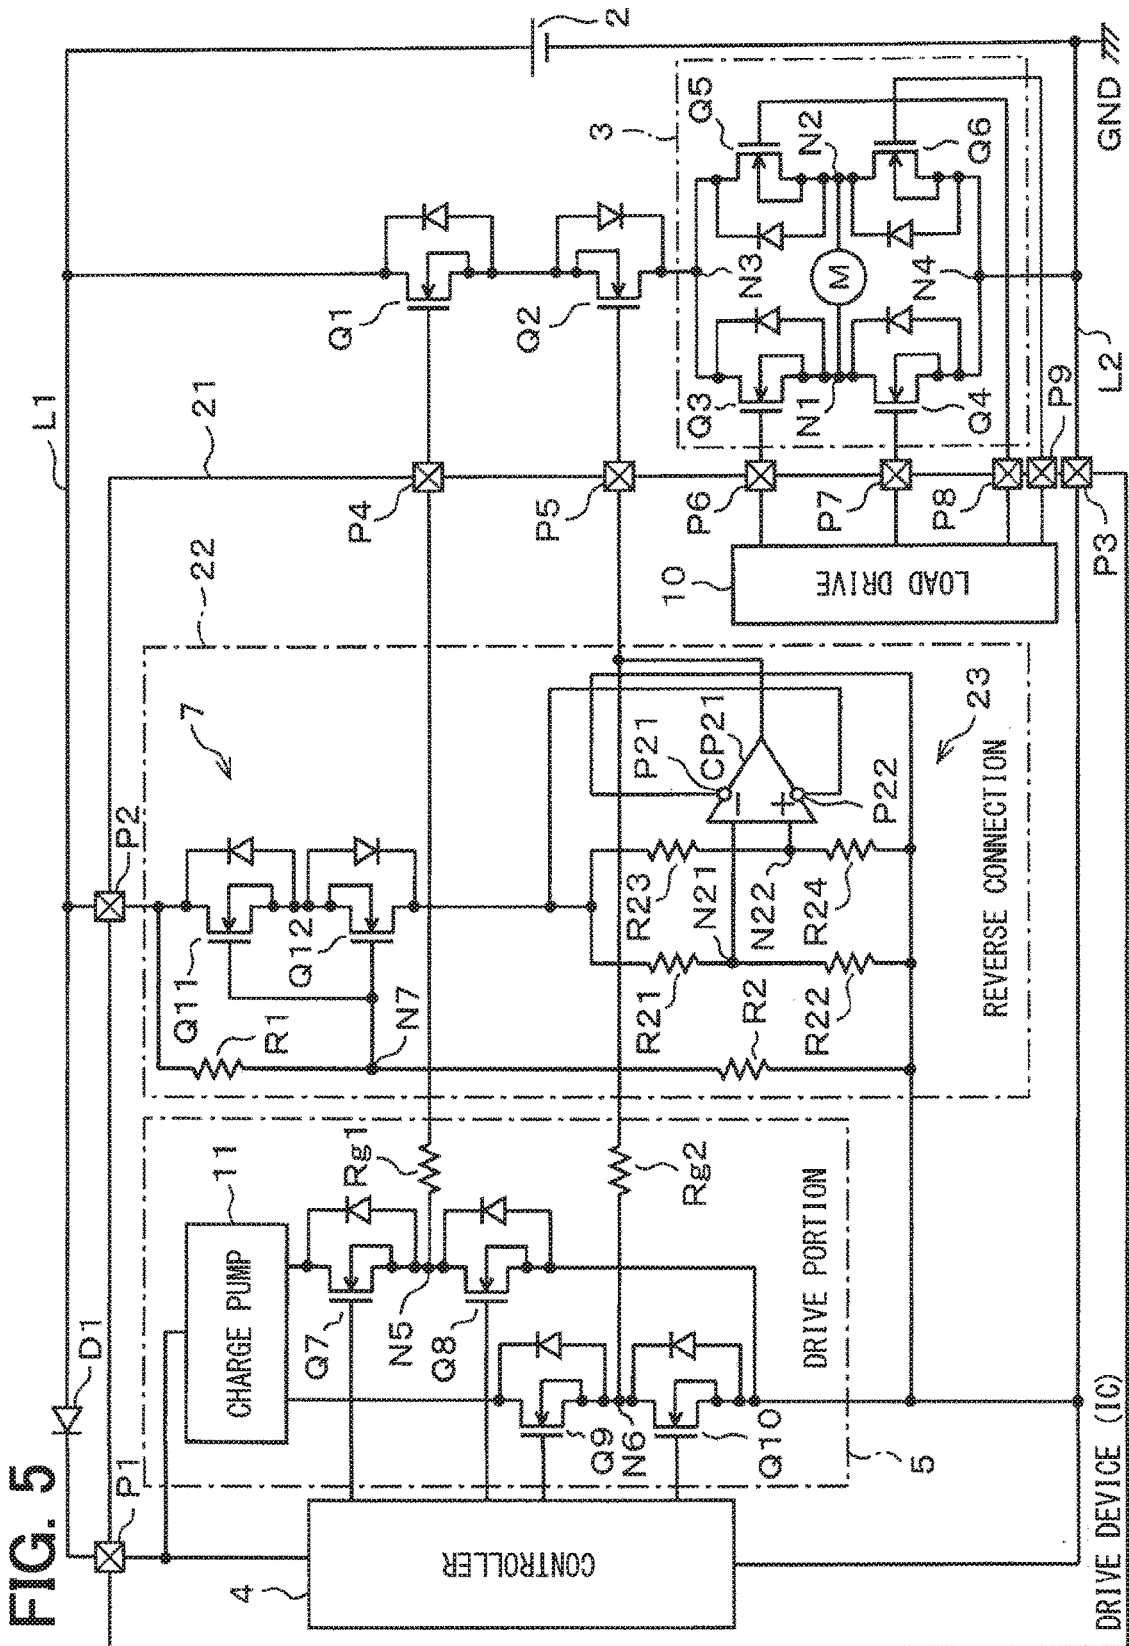 FIG. 5
L1
D1
P1
P2
21
22
2
7
11
CHARGE PUMP
Q11
Q12
R1
N7
Q1
Q2
Q7
N5
Q8
Rg1
Rg2
P4
P5
3
Q5
Q3
N3
N2
M
N1
N4
Q6
Q4
P6
P7
P8
P9
P3
L2
GND
10
LOAD DRIVE
4
CONTROLLER
Q9
N6
Q10
DRIVE PORTION
5
R21
R23
N21
N22
R2
R22
R24
P21
CP21
−
+
P22
23
REVERSE CONNECTION
DRIVE DEVICE (IC)